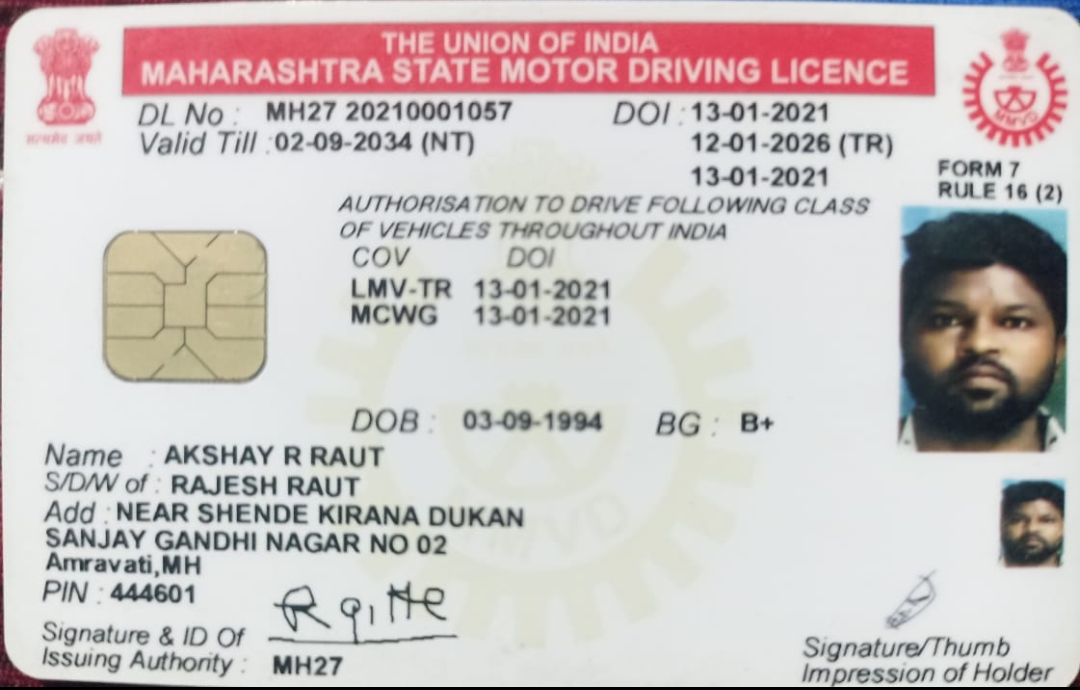 THE UNION OF INDIA
MAHARASHTRA STATE MOTOR DRIVING LICENCE
सत्यमेव जयते
MMVD
DL No : MH27 20210001057 DOI : 13-01-2021
Valid Till : 02-09-2034 (NT) 12-01-2026 (TR)
13-01-2021
FORM 7
RULE 16 (2)
AUTHORISATION TO DRIVE FOLLOWING CLASS
OF VEHICLES THROUGHOUT INDIA
COV DOI
LMV-TR 13-01-2021
MCWG 13-01-2021
DOB : 03-09-1994 BG : B+
Name : AKSHAY R RAUT
S/D/W of : RAJESH RAUT
Add : NEAR SHENDE KIRANA DUKAN
SANJAY GANDHI NAGAR NO 02
Amravati,MH
PIN : 444601
MMVD
Signature & ID Of
Issuing Authority : MH27
Signature/Thumb
Impression of Holder